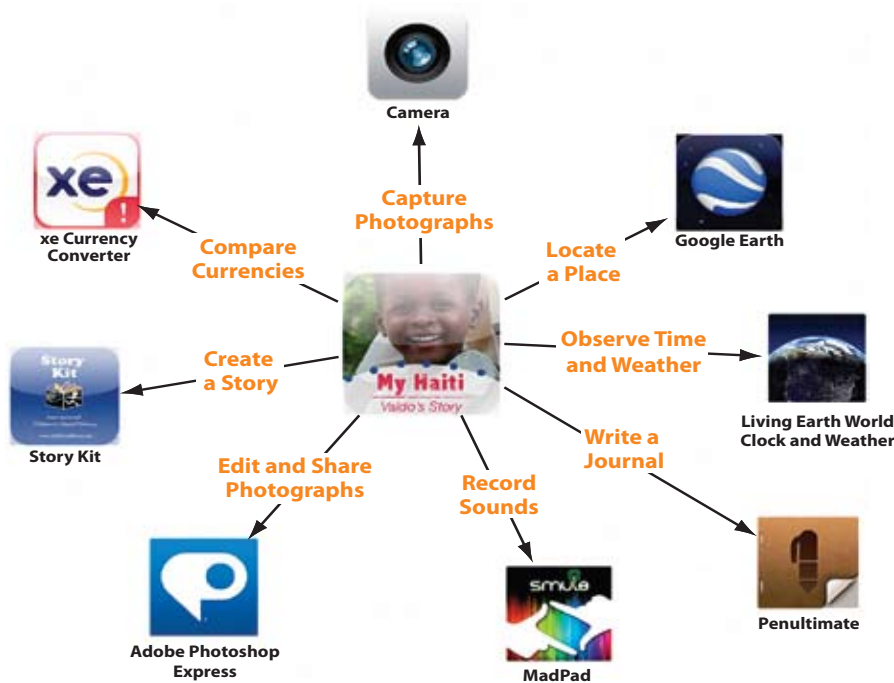 Camera
Capture
Photographs
xe
!
xe Currency
Converter
Compare
Currencies
Google Earth
Locate
a Place
Observe Time
and Weather
Living Earth World
Clock and Weather
My Haiti
Valdo's Story
Create
a Story
Story
Kit
Story Kit
Write a
Journal
Penultimate
Edit and Share
Photographs
Adobe Photoshop
Express
Record
Sounds
smule
MadPad